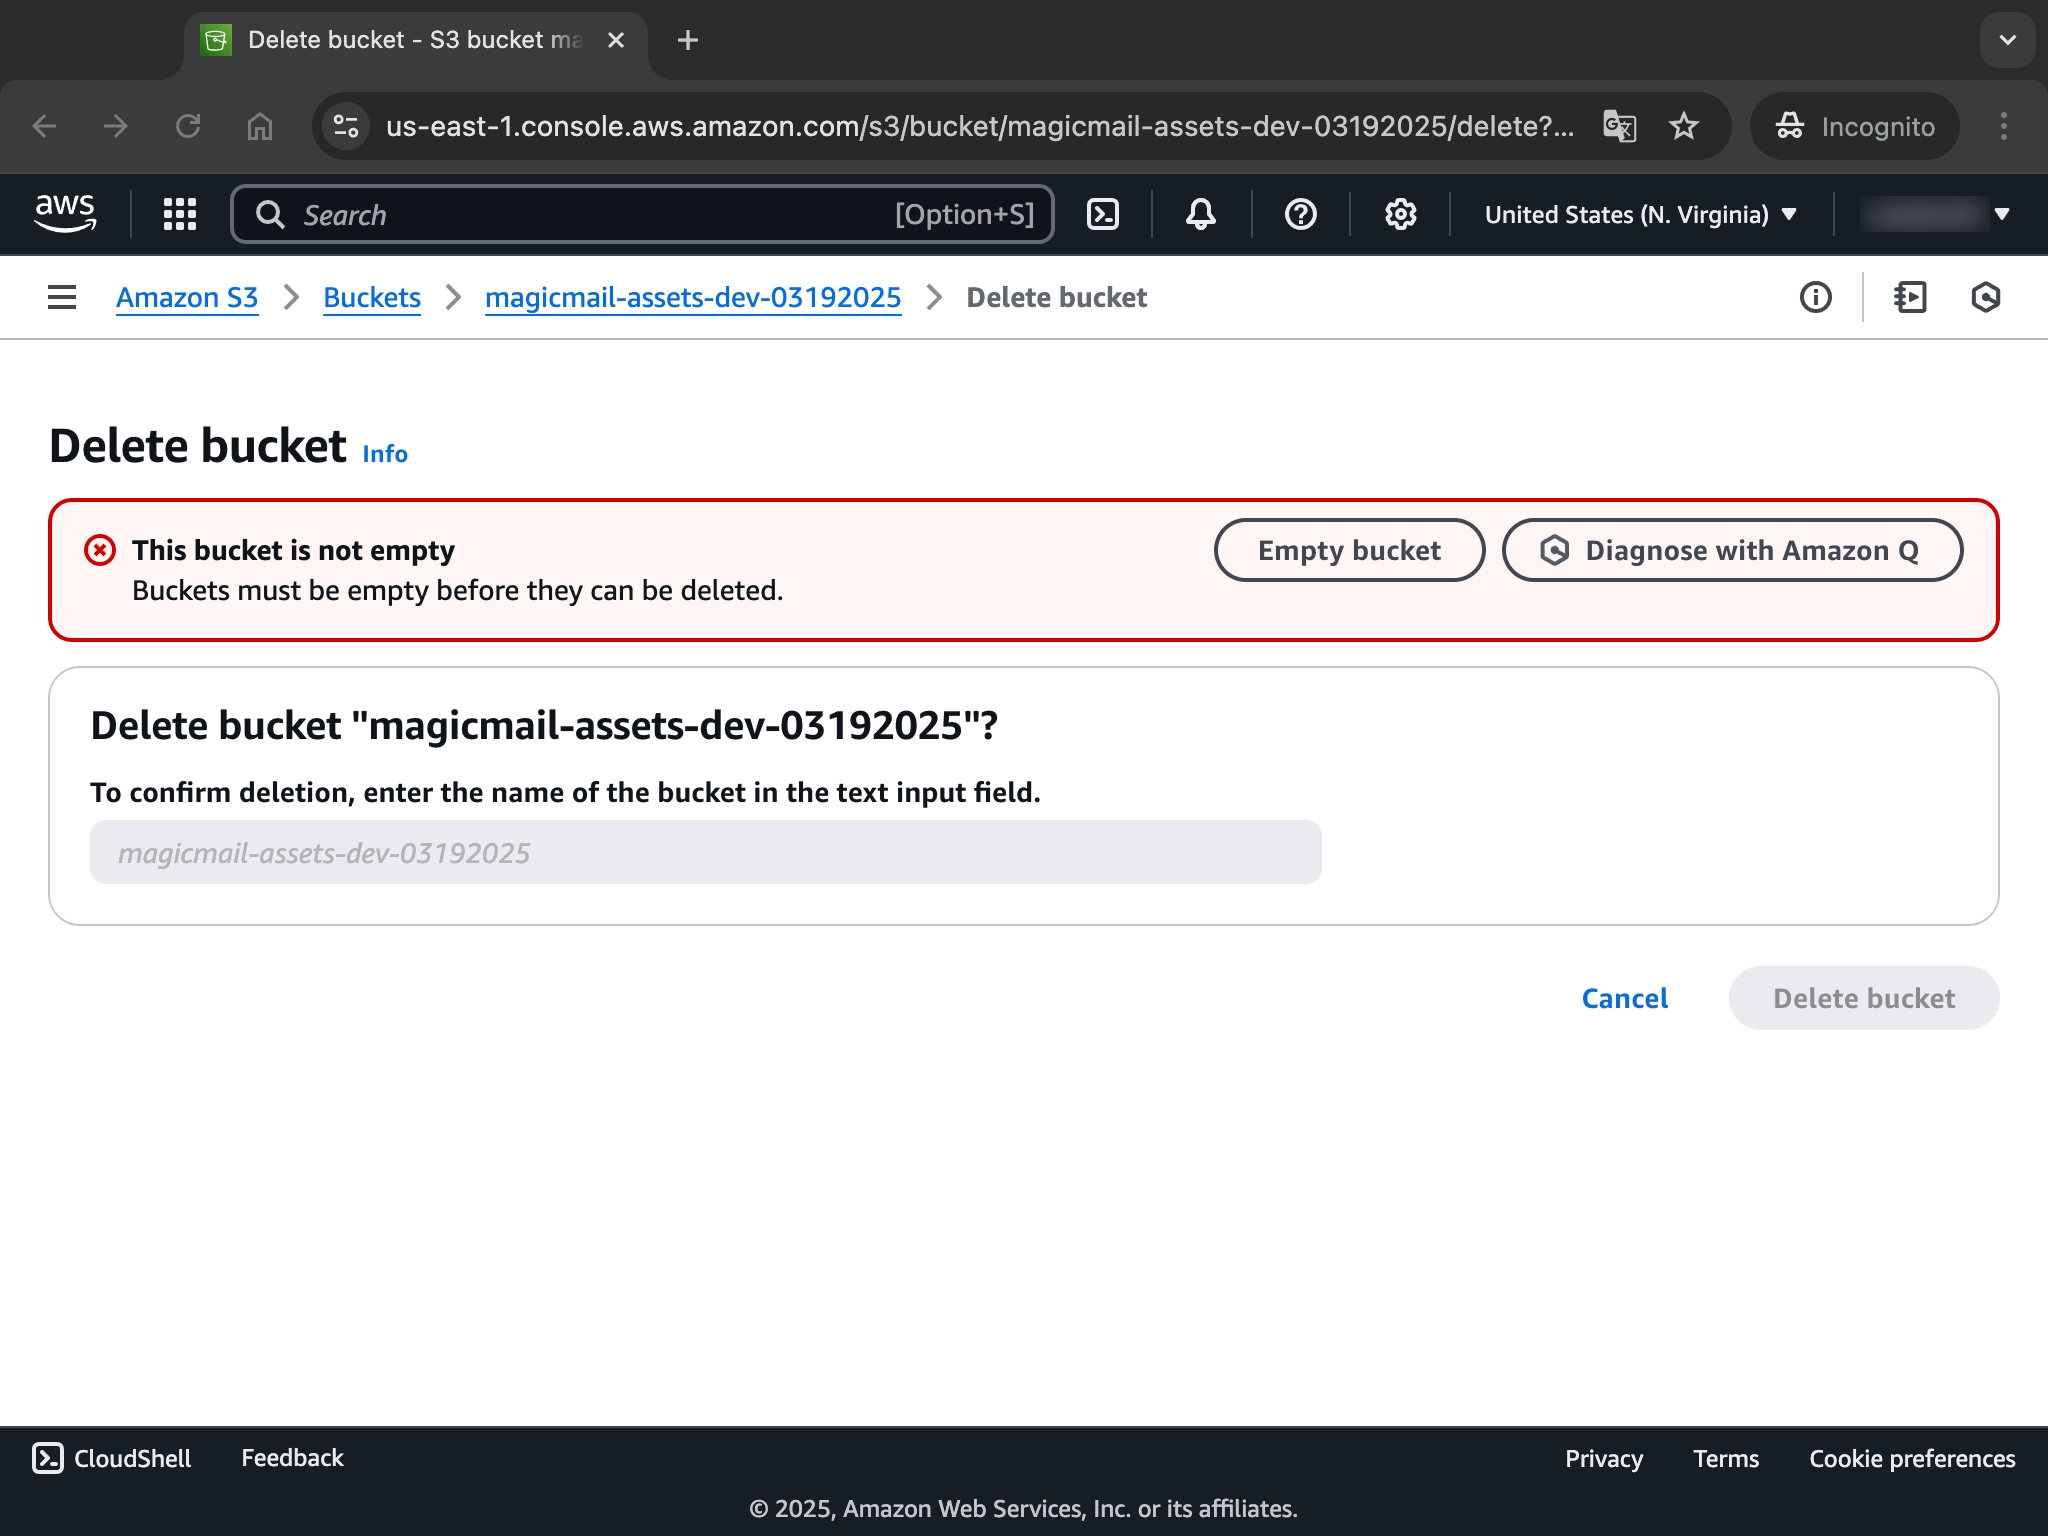 Delete bucket - S3 bucket ma
us-east-1.console.aws.amazon.com/s3/bucket/magicmail-assets-dev-03192025/delete?...
Incognito
aws
Search
[Option+S]
United States (N. Virginia)
Amazon S3
Buckets
magicmail-assets-dev-03192025
Delete bucket
Delete bucket
Info
This bucket is not empty
Buckets must be empty before they can be deleted.
Empty bucket
Diagnose with Amazon Q
Delete bucket "magicmail-assets-dev-03192025"?
To confirm deletion, enter the name of the bucket in the text input field.
magicmail-assets-dev-03192025
Cancel
Delete bucket
CloudShell
Feedback
Privacy
Terms
Cookie preferences
© 2025, Amazon Web Services, Inc. or its affiliates.